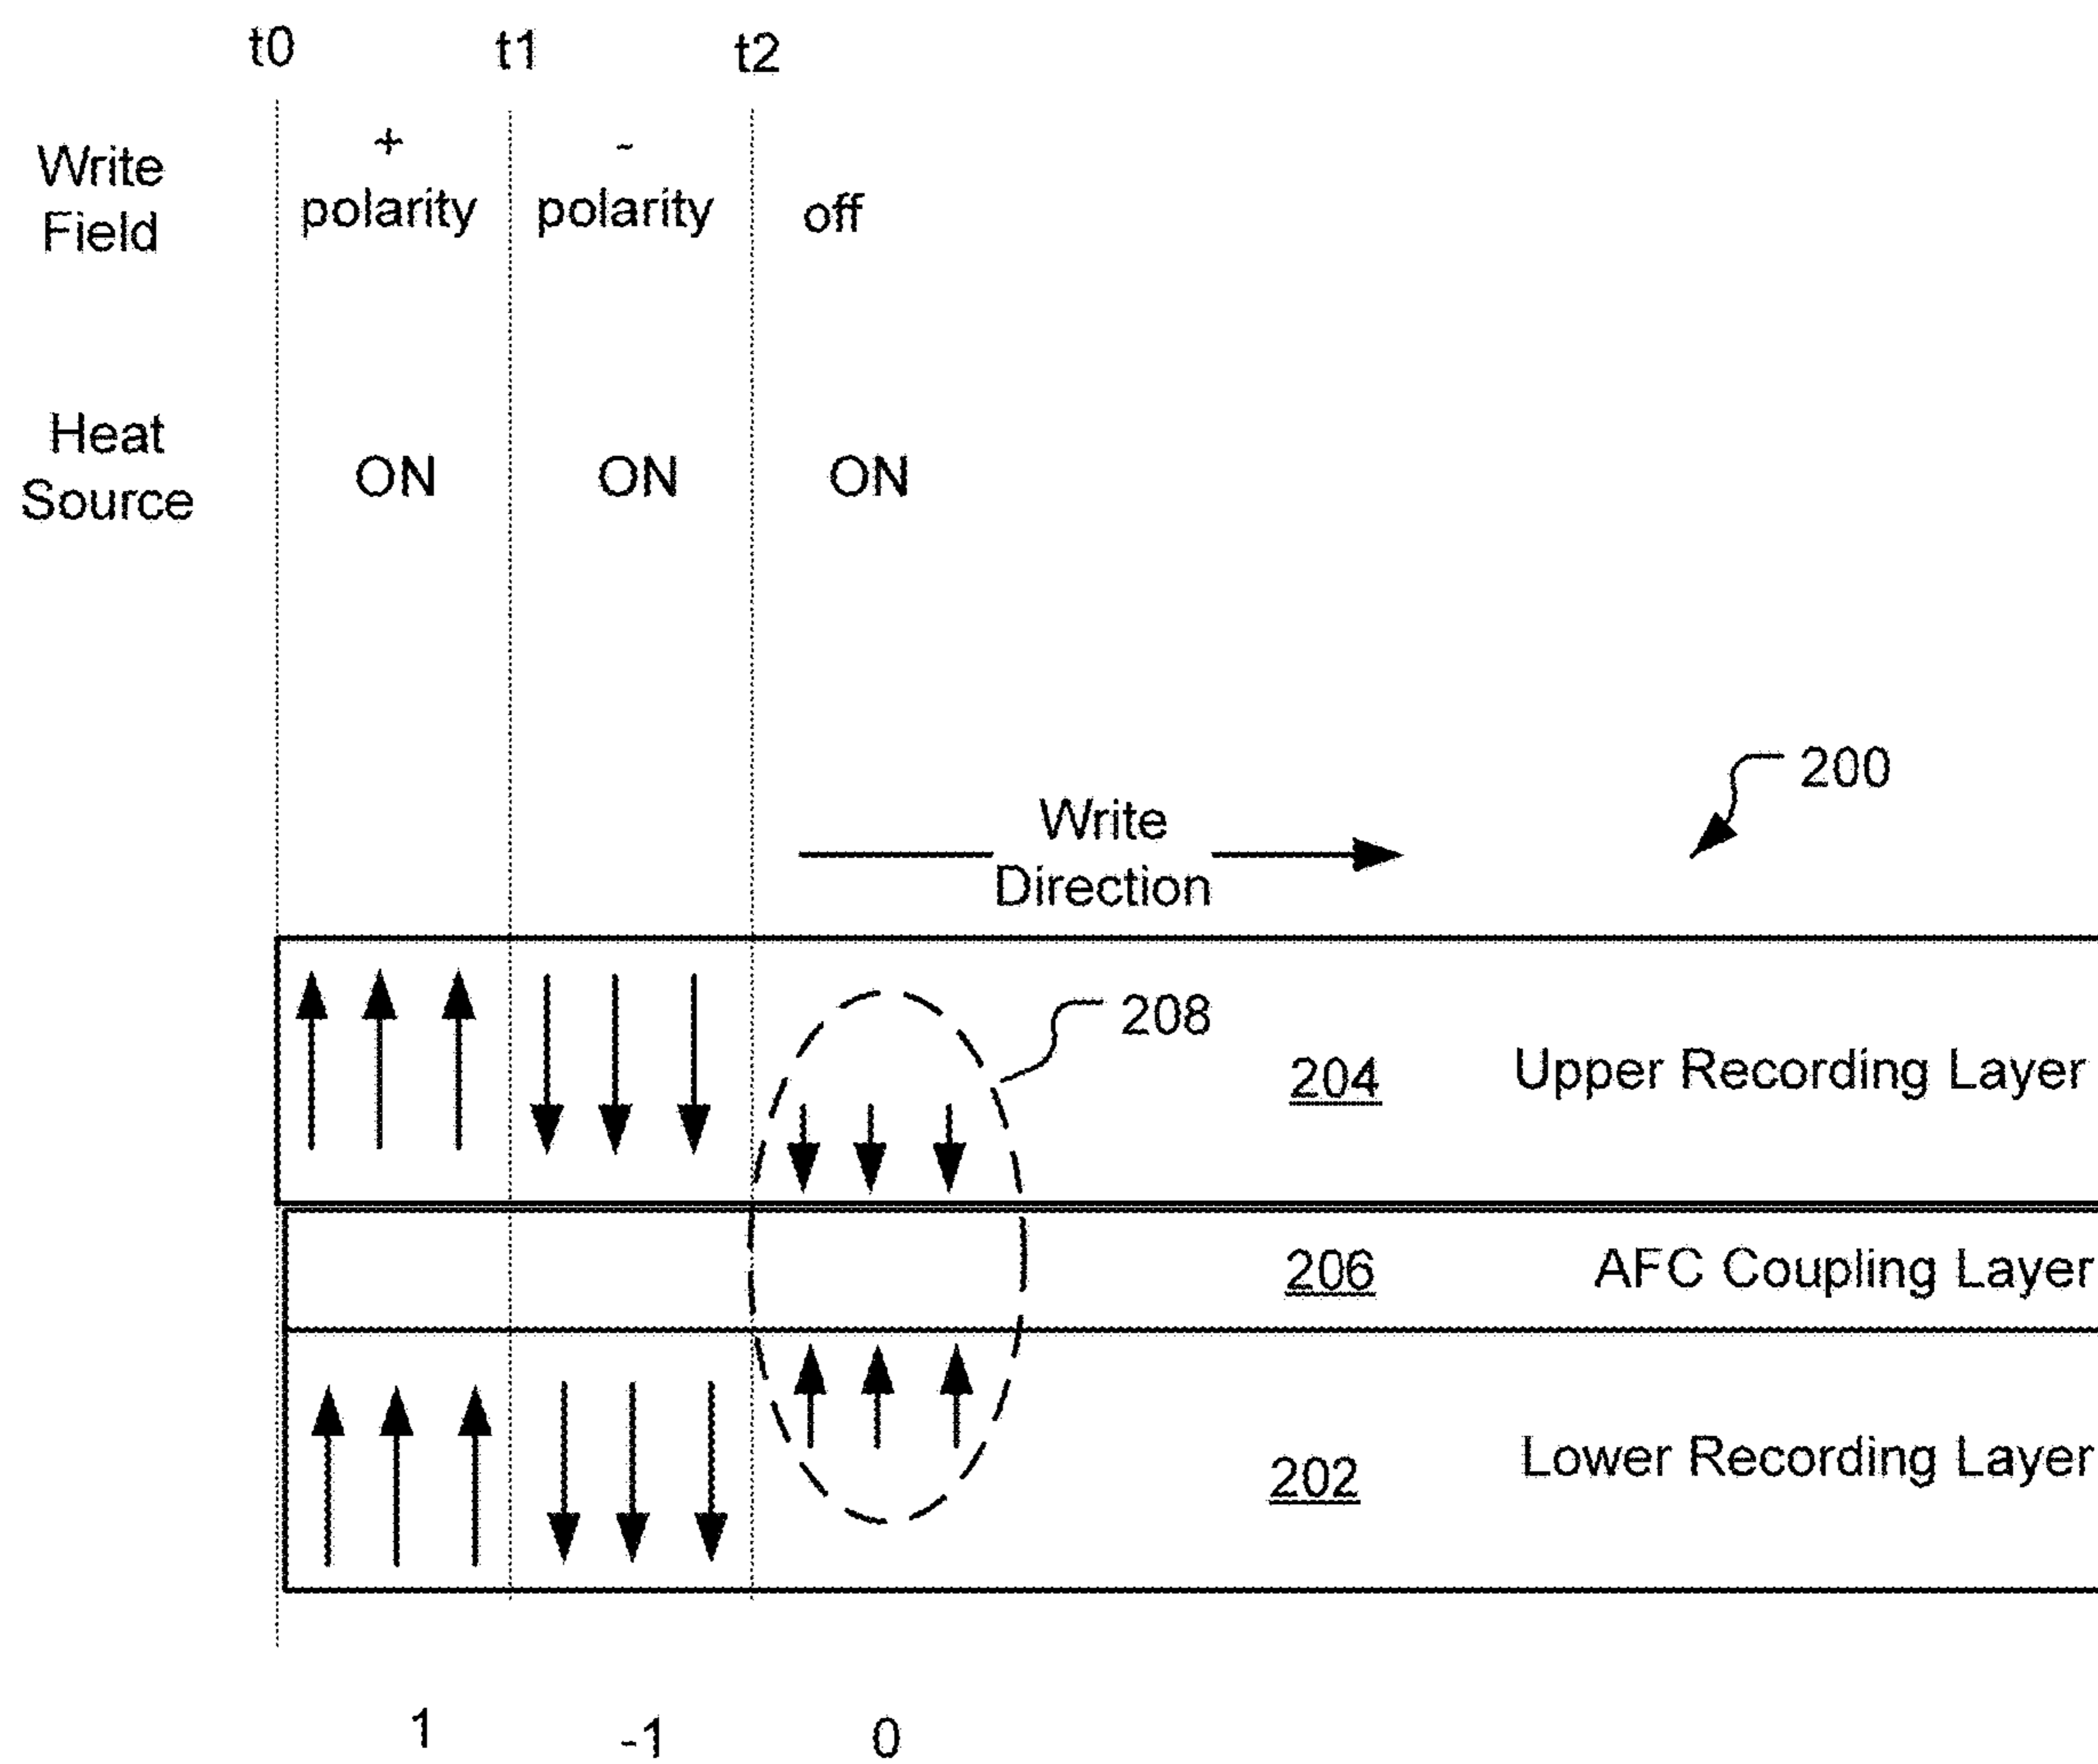 t0 t1 t2
Write Field
+ polarity
- polarity
off
Heat Source
ON ON ON
200
Write Direction
208
204 Upper Recording Layer
206 AFC Coupling Layer
202 Lower Recording Layer
1 -1 0